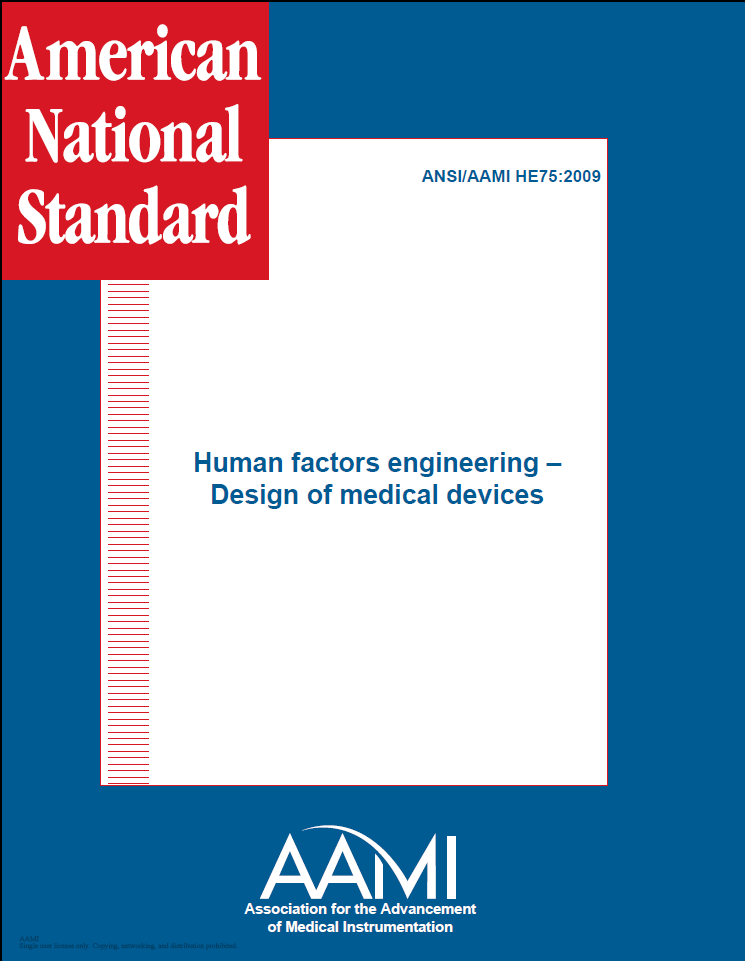 American
National
Standard
ANSI/AAMI HE75:2009
Human factors engineering –
Design of medical devices
AAMI
Association for the Advancement
of Medical Instrumentation
AAMI
Single user license only. Copying, networking, and distribution prohibited.